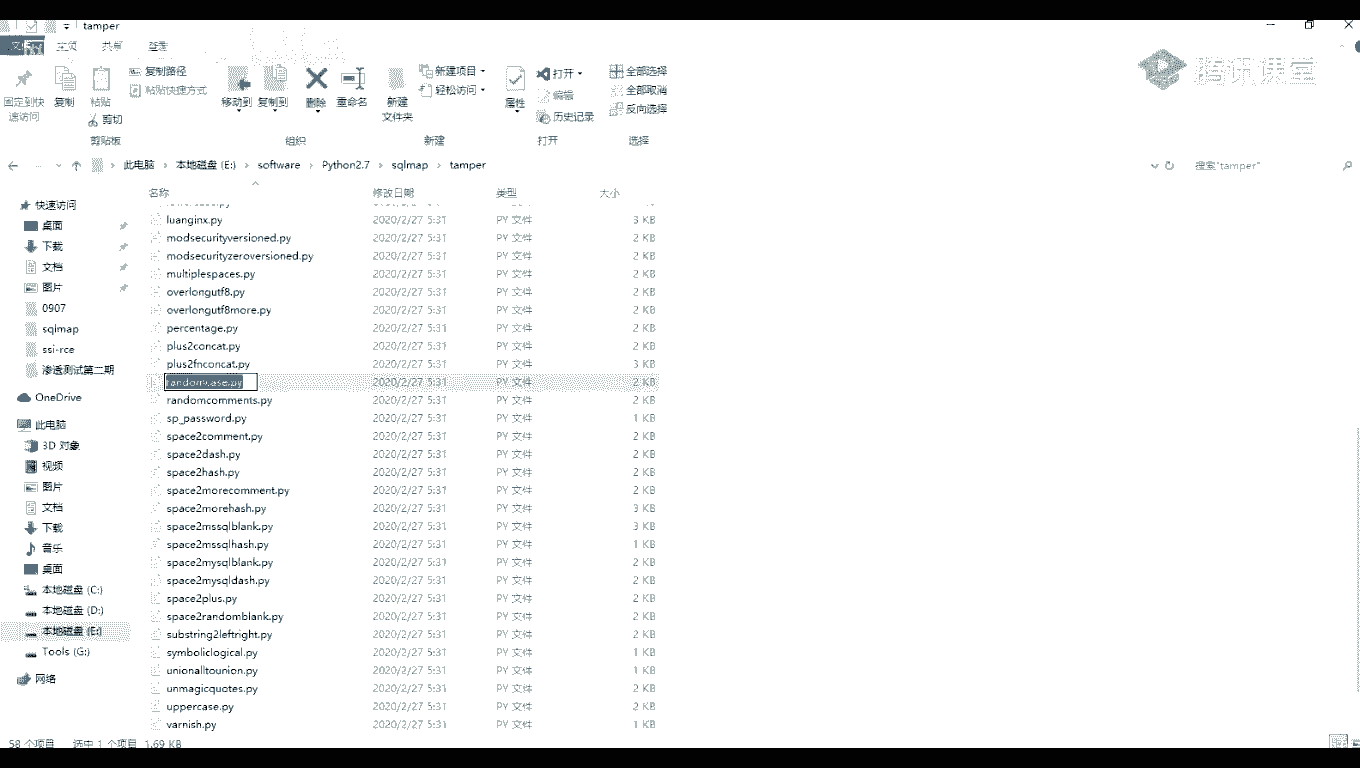 tamper
主页 共享 查看
固定到快速访问
复制
粘贴
复制路径
粘贴快捷方式
剪切
剪贴板
移动到
复制到
删除
重命名
组织
新建文件夹
新建项目
轻松访问
新建
属性
打开
编辑
历史记录
打开
全部选择
全部取消
反向选择
选择
腾讯课堂
此电脑 › 本地磁盘 (E:) › software › Python2.7 › sqlmap › tamper
搜索"tamper"
名称 修改日期 类型 大小
快速访问
桌面
下载
文档
图片
0907
sqlmap
ssi-rce
渗透测试第二期
OneDrive
此电脑
3D 对象
视频
图片
文档
下载
音乐
桌面
本地磁盘 (C:)
本地磁盘 (D:)
本地磁盘 (E:)
Tools (G:)
网络
luanginx.py 2020/2/27 5:31 PY 文件 3 KB
modsecurityversioned.py 2020/2/27 5:31 PY 文件 2 KB
modsecurityzeroversioned.py 2020/2/27 5:31 PY 文件 2 KB
multiplespaces.py 2020/2/27 5:31 PY 文件 2 KB
overlongutf8.py 2020/2/27 5:31 PY 文件 2 KB
overlongutf8more.py 2020/2/27 5:31 PY 文件 2 KB
percentage.py 2020/2/27 5:31 PY 文件 2 KB
plus2concat.py 2020/2/27 5:31 PY 文件 2 KB
plus2fnconcat.py 2020/2/27 5:31 PY 文件 3 KB
randomcase.py 2020/2/27 5:31 PY 文件 2 KB
randomcomments.py 2020/2/27 5:31 PY 文件 2 KB
sp_password.py 2020/2/27 5:31 PY 文件 1 KB
space2comment.py 2020/2/27 5:31 PY 文件 2 KB
space2dash.py 2020/2/27 5:31 PY 文件 2 KB
space2hash.py 2020/2/27 5:31 PY 文件 2 KB
space2morecomment.py 2020/2/27 5:31 PY 文件 2 KB
space2morehash.py 2020/2/27 5:31 PY 文件 3 KB
space2mssqlblank.py 2020/2/27 5:31 PY 文件 3 KB
space2mssqlhash.py 2020/2/27 5:31 PY 文件 1 KB
space2mysqlblank.py 2020/2/27 5:31 PY 文件 2 KB
space2mysqldash.py 2020/2/27 5:31 PY 文件 2 KB
space2plus.py 2020/2/27 5:31 PY 文件 2 KB
space2randomblank.py 2020/2/27 5:31 PY 文件 2 KB
substring2leftright.py 2020/2/27 5:31 PY 文件 2 KB
symboliclogical.py 2020/2/27 5:31 PY 文件 1 KB
unionalltounion.py 2020/2/27 5:31 PY 文件 1 KB
unmagicquotes.py 2020/2/27 5:31 PY 文件 2 KB
uppercase.py 2020/2/27 5:31 PY 文件 2 KB
varnish.py 2020/2/27 5:31 PY 文件 1 KB
58 个项目 选中 1 个项目 1.69 KB